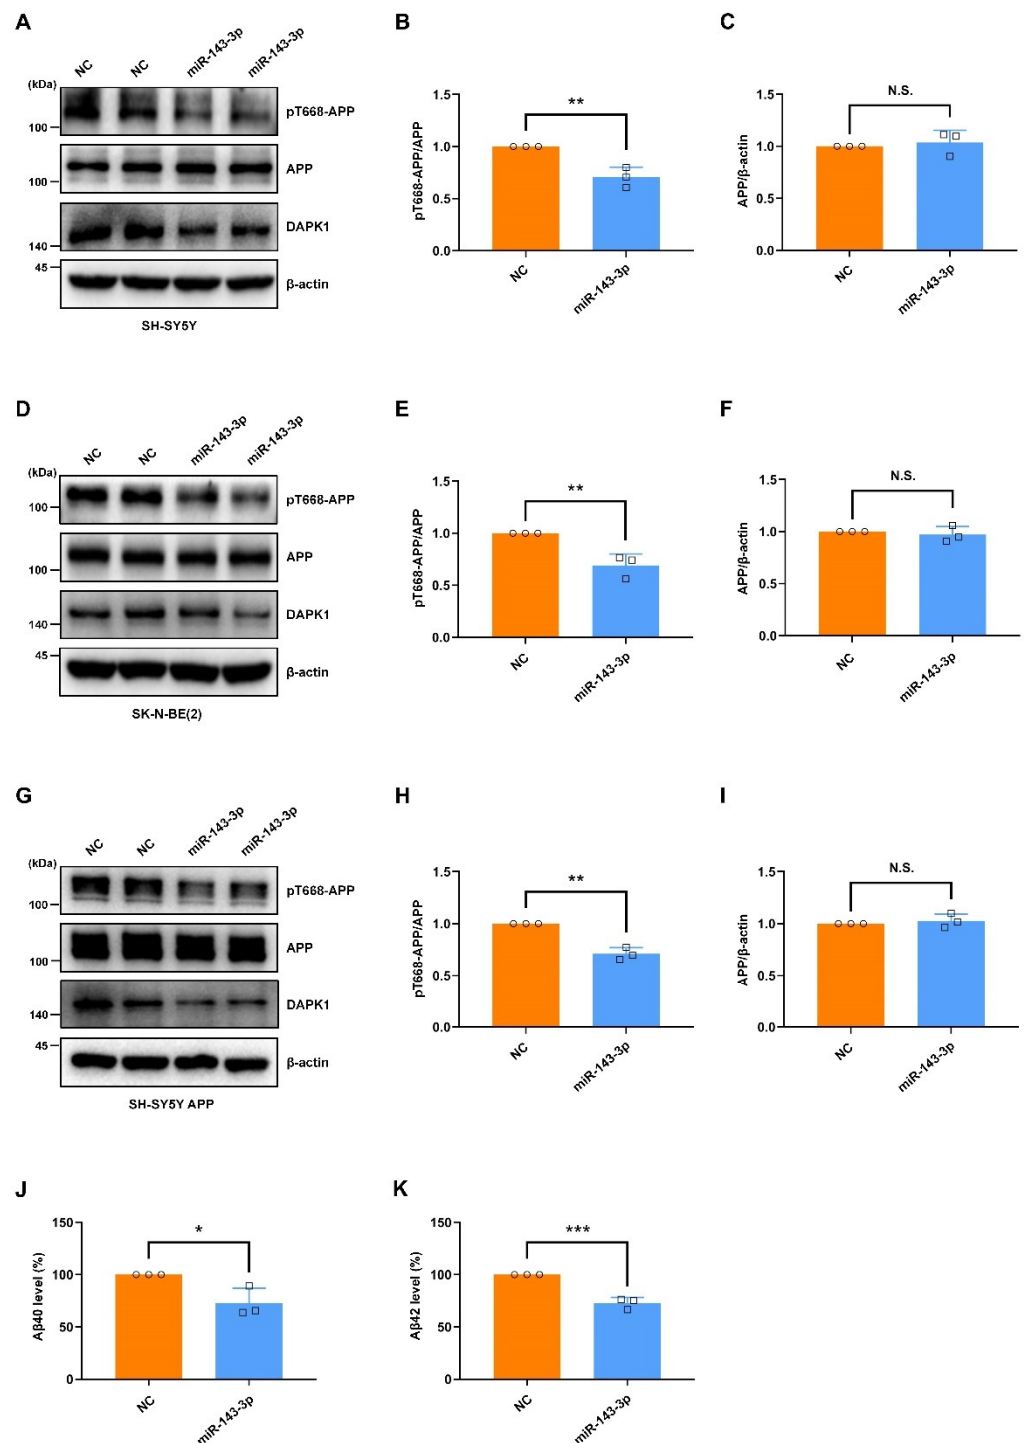 A
NC NC miR-143-3p miR-143-3p
(kDa)
pT668-APP
100
APP
100
DAPK1
140
45
β-actin
SH-SY5Y
B
pT668-APP/APP
1.5
1.0
0.5
0.0
**
NC miR-143-3p
C
APP/β-actin
1.5
1.0
0.5
0.0
N.S.
NC miR-143-3p
D
NC NC miR-143-3p miR-143-3p
(kDa)
pT668-APP
100
APP
100
DAPK1
140
45
β-actin
SK-N-BE(2)
E
pT668-APP/APP
1.5
1.0
0.5
0.0
**
NC miR-143-3p
F
APP/β-actin
1.5
1.0
0.5
0.0
N.S.
NC miR-143-3p
G
NC NC miR-143-3p miR-143-3p
(kDa)
pT668-APP
100
APP
100
DAPK1
140
45
β-actin
SH-SY5Y APP
H
pT668-APP/APP
1.5
1.0
0.5
0.0
**
NC miR-143-3p
I
APP/β-actin
1.5
1.0
0.5
0.0
N.S.
NC miR-143-3p
J
Aβ40 level (%)
150
100
50
0
*
NC miR-143-3p
K
Aβ42 level (%)
150
100
50
0
***
NC miR-143-3p